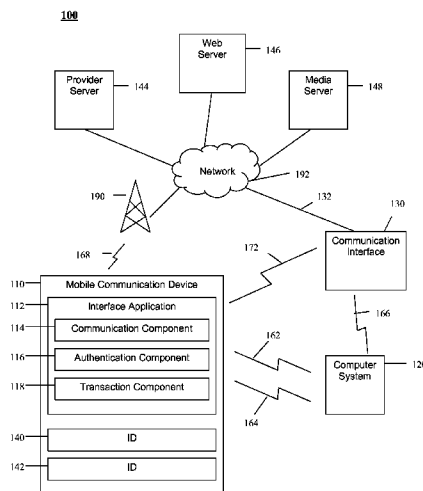 100
Web
Server
146
Provider
Server
144
Media
Server
148
Network
192
190
132
130
168
172
Communication
Interface
110
Mobile Communication Device
112
Interface Application
114
Communication Component
166
116
Authentication Component
162
118
Transaction Component
164
Computer
System
120
140
ID
142
ID